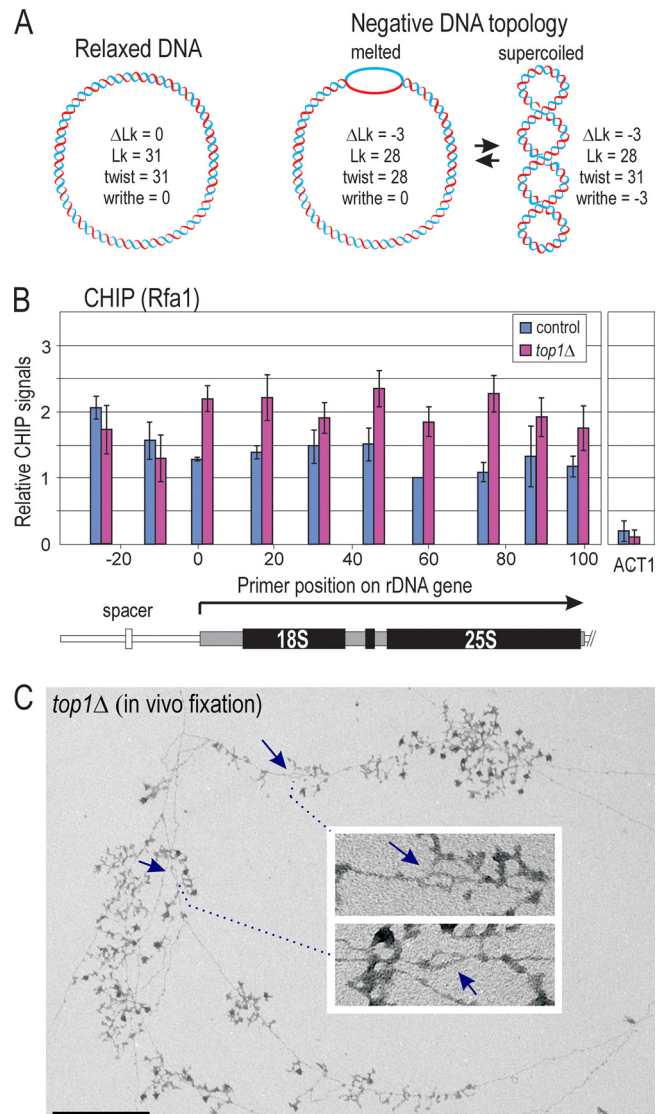 A
Relaxed DNA
ΔLk = 0
Lk = 31
twist = 31
writhe = 0
Negative DNA topology
melted
supercoiled
ΔLk = -3
Lk = 28
twist = 28
writhe = 0
ΔLk = -3
Lk = 28
twist = 31
writhe = -3
B
CHIP (Rfa1)
control
top1Δ
Relative CHIP signals
3
2
1
0
-20
0
20
40
60
80
100
ACT1
Primer position on rDNA gene
spacer
18S
25S
C
top1Δ (in vivo fixation)